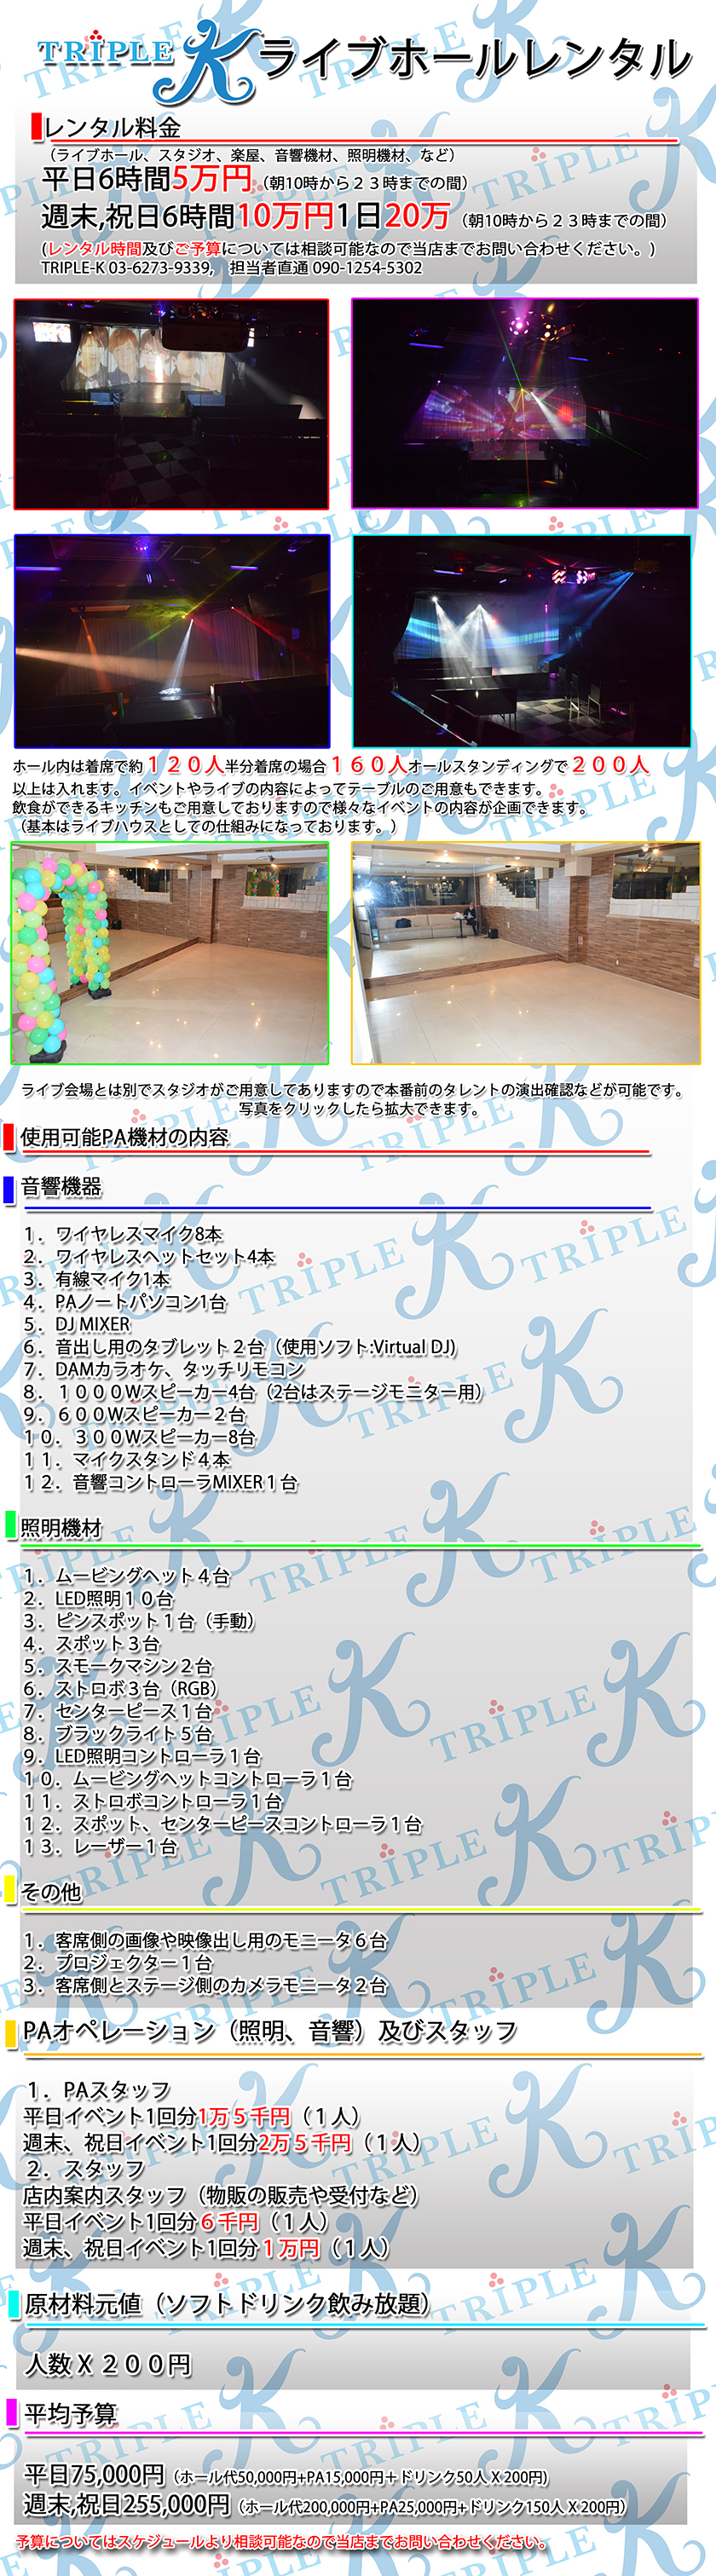 TRIPLE K ライブホールレンタル
レンタル料金
（ライブホール、スタジオ、楽屋、音響機材、照明機材、など）
平日6時間5万円（朝10時から２３時までの間）
週末,祝日6時間10万円1日20万（朝10時から２３時までの間）
(レンタル時間及びご予算については相談可能なので当店までお問い合わせください。)
TRIPLE-K 03-6273-9339,　担当者直通 090-1254-5302
ホール内は着席で約１２０人半分着席の場合１６０人オールスタンディングで２００人
以上は入れます。イベントやライブの内容によってテーブルのご用意もできます。
飲食ができるキッチンもご用意しておりますので様々なイベントの内容が企画できます。
（基本はライブハウスとしての仕組みになっております。）
ライブ会場とは別でスタジオがご用意してありますので本番前のタレントの演出確認などが可能です。
写真をクリックしたら拡大できます。
使用可能PA機材の内容
音響機器
１．ワイヤレスマイク8本
２．ワイヤレスヘットセット4本
３．有線マイク1本
４．PAノートパソコン1台
５．DJ MIXER
６．音出し用のタブレット２台（使用ソフト:Virtual DJ)
７．DAMカラオケ、タッチリモコン
８．１０００Wスピーカー4台（2台はステージモニター用）
９．６００Wスピーカー２台
１０．３００Wスピーカー8台
１１．マイクスタンド４本
１２．音響コントローラMIXER１台
照明機材
１．ムービングヘット４台
２．LED照明１０台
３．ピンスポット１台（手動）
４．スポット３台
５．スモークマシン２台
６．ストロボ３台（RGB）
７．センターピース１台
８．ブラックライト５台
９．LED照明コントローラ１台
１０．ムービングヘットコントローラ１台
１１．ストロボコントローラ１台
１２．スポット、センターピースコントローラ１台
１３．レーザー１台
その他
１．客席側の画像や映像出し用のモニータ６台
２．プロジェクター１台
３．客席側とステージ側のカメラモニータ２台
PAオペレーション（照明、音響）及びスタッフ
１．PAスタッフ
平日イベント1回分1万５千円（１人）
週末、祝日イベント1回分2万５千円（１人）
２．スタッフ
店内案内スタッフ（物販の販売や受付など）
平日イベント1回分６千円（１人）
週末、祝日イベント1回分１万円（１人）
原材料元値（ソフトドリンク飲み放題）
人数 X ２００円
平均予算
平日75,000円（ホール代50,000円+PA15,000円＋ドリンク50人 X 200円)
週末,祝日255,000円（ホール代200,000円+PA25,000円+ドリンク150人 X 200円）
予算についてはスケジュールより相談可能なので当店までお問い合わせください。